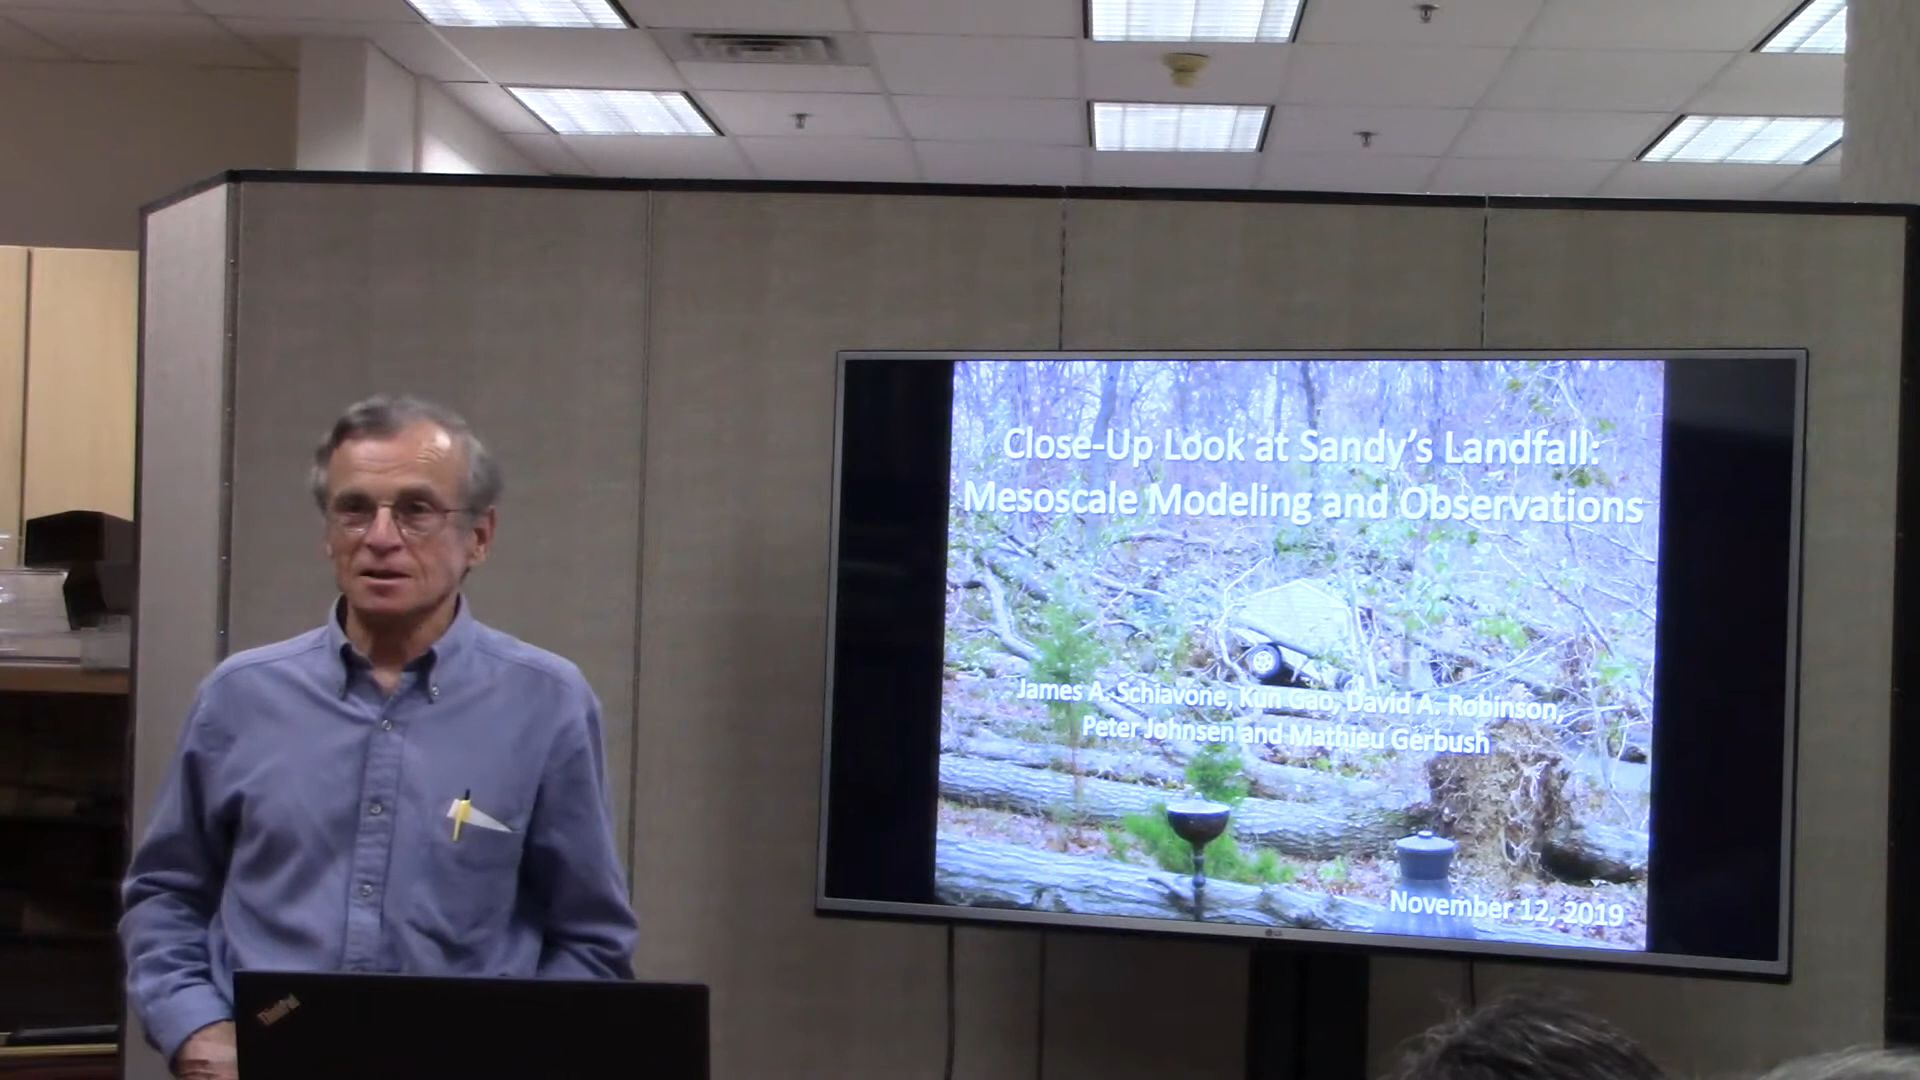 Close-Up Look at Sandy's Landfall:
Mesoscale Modeling and Observations
James A. Schiavone, Kun Gao, David A. Robinson,
Peter Johnsen and Mathieu Gerbush
November 12, 2019
LG
ThinkPad